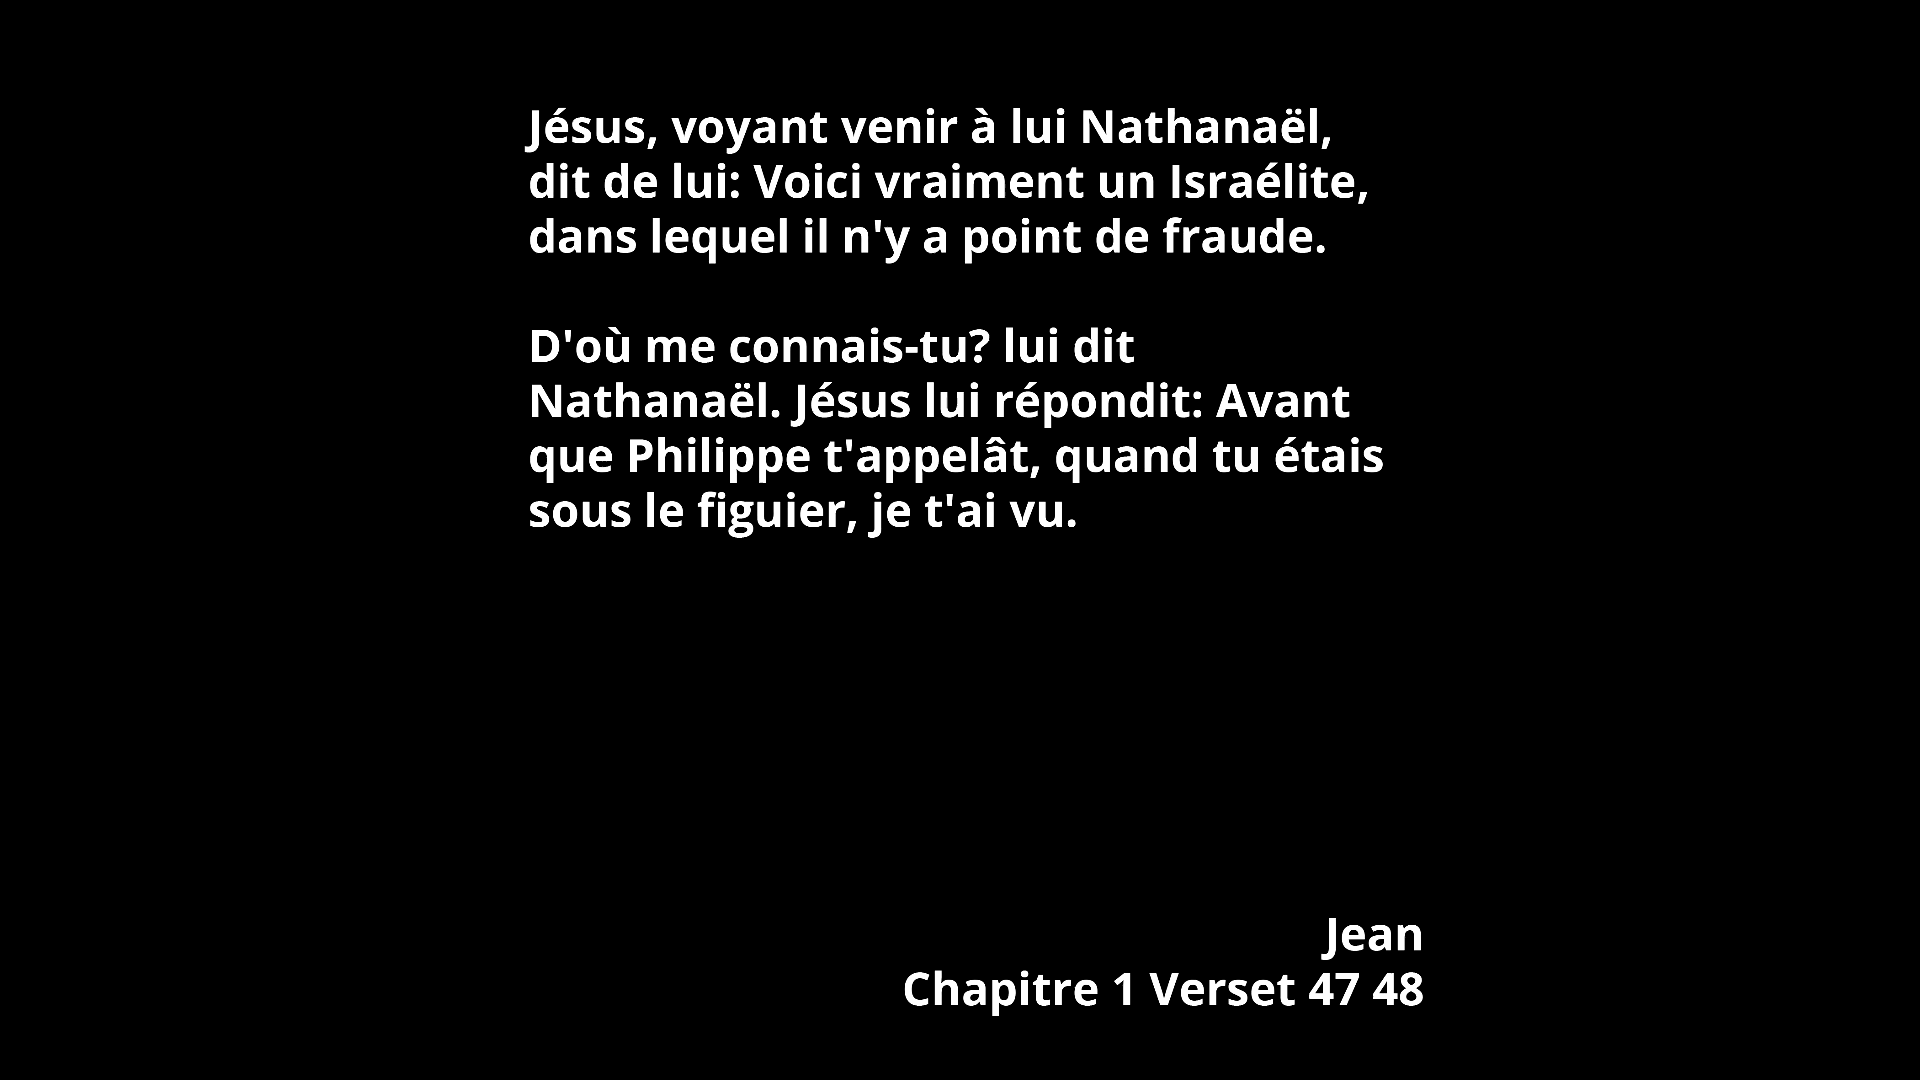 Jésus, voyant venir à lui Nathanaël,
dit de lui: Voici vraiment un Israélite,
dans lequel il n'y a point de fraude.
D'où me connais-tu? lui dit
Nathanaël. Jésus lui répondit: Avant
que Philippe t'appelât, quand tu étais
sous le figuier, je t'ai vu.
Jean
Chapitre 1 Verset 47 48